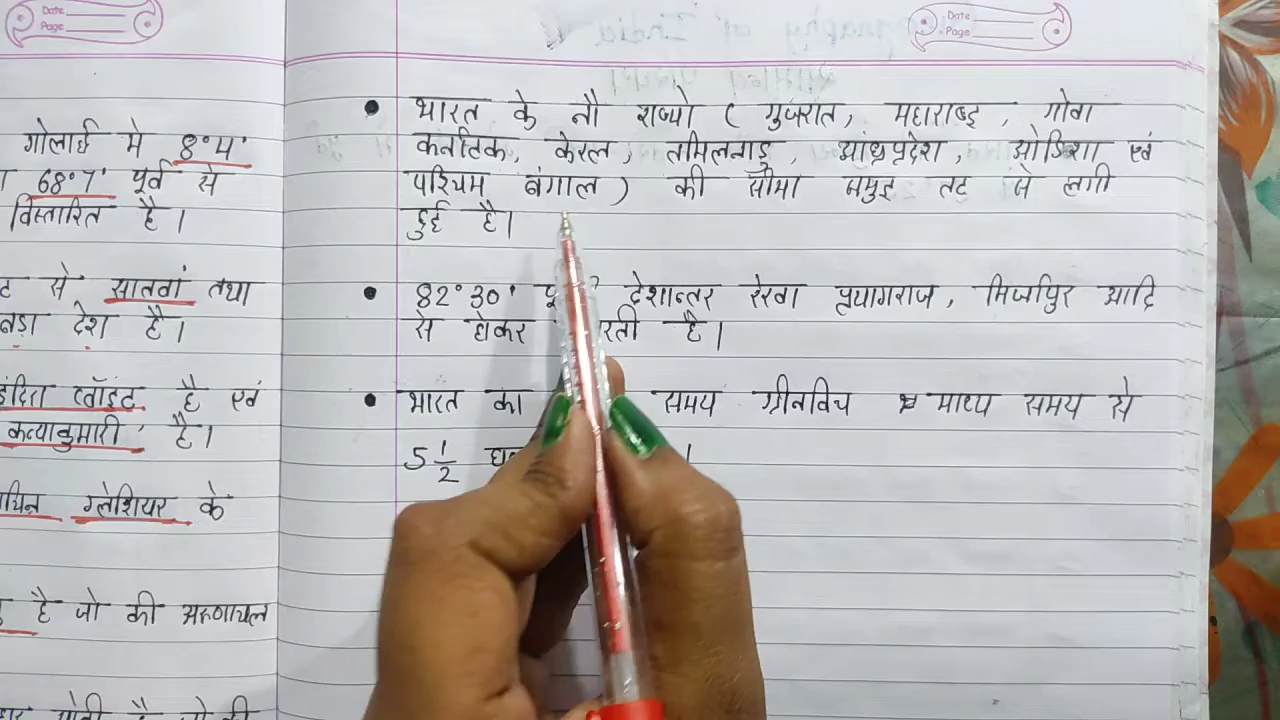 Date
Page
गोलार्द्ध मे 8°4'
68°7' पूर्व से
विस्तारित है।
से सातवां तथा
बड़ा देश है।
इंदिरा प्वॉइंट है एवं
कन्याकुमारी' है।
ग्लेशियर के
है जो की अरुणाचल
Date
Page
• भारत के नौ राज्यो ( गुजरात, महाराष्ट्र, गोवा
कर्नाटक, केरल, तमिलनाडु, आंध्रप्रदेश, ओडिशा एवं
पश्चिम बंगाल) की सीमा समुद्र तट से लगी
हुई है।
• 82°30' देशान्तर रेखा प्रयागराज, मिर्जापुर आदि
से होकर है।
• भारत का समय ग्रीनविच माध्य समय से
5 1/2